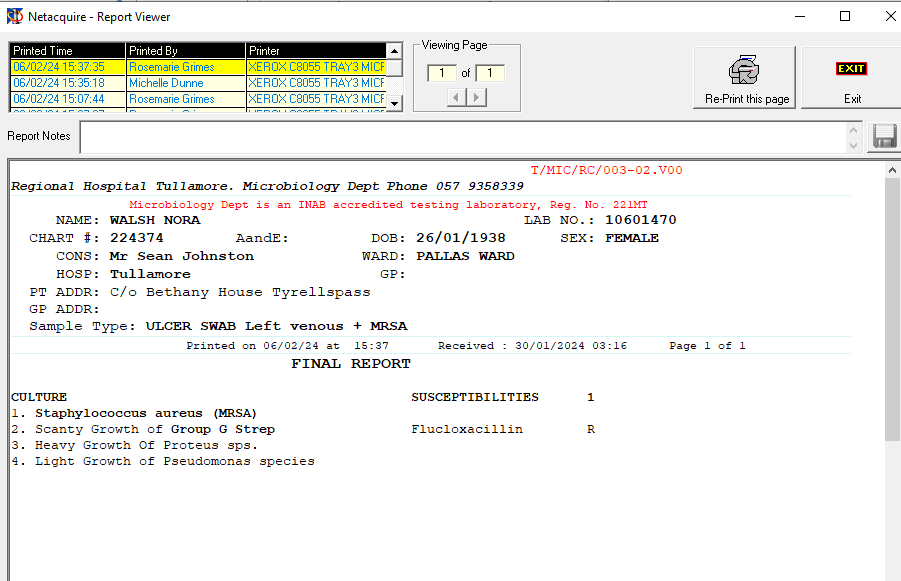 Netacquire - Report Viewer
Printed Time Printed By Printer
06/02/24 15:37:35 Rosemarie Grimes XEROX C8055 TRAY3 MICF
06/02/24 15:35:18 Michelle Dunne XEROX C8055 TRAY3 MICF
06/02/24 15:07:44 Rosemarie Grimes XEROX C8055 TRAY3 MICF
Viewing Page
1 of 1
Re-Print this page
EXIT
Exit
Report Notes
T/MIC/RC/003-02.V00
Regional Hospital Tullamore. Microbiology Dept Phone 057 9358339
Microbiology Dept is an INAB accredited testing laboratory, Reg. No. 221MT
NAME: WALSH NORA LAB NO.: 10601470
CHART #: 224374 AandE: DOB: 26/01/1938 SEX: FEMALE
CONS: Mr Sean Johnston WARD: PALLAS WARD
HOSP: Tullamore GP:
PT ADDR: C/o Bethany House Tyrellspass
GP ADDR:
Sample Type: ULCER SWAB Left venous + MRSA
Printed on 06/02/24 at 15:37 Received : 30/01/2024 03:16 Page 1 of 1
FINAL REPORT
CULTURE SUSCEPTIBILITIES 1
1. Staphylococcus aureus (MRSA)
2. Scanty Growth of Group G Strep Flucloxacillin R
3. Heavy Growth Of Proteus sps.
4. Light Growth of Pseudomonas species